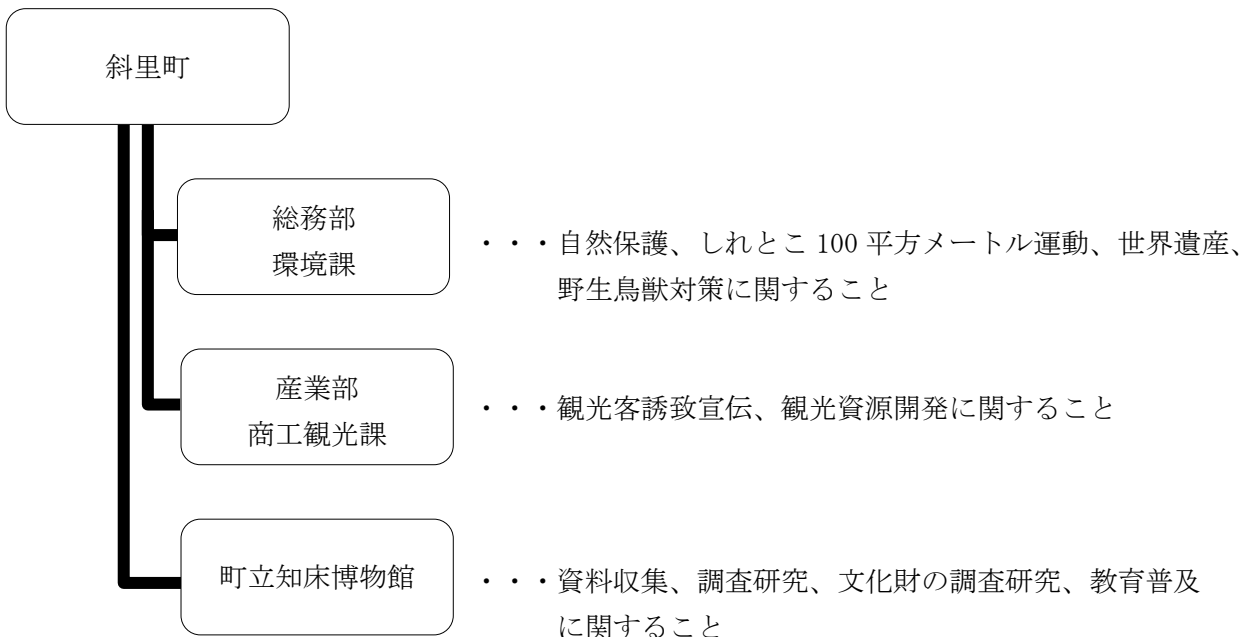 斜里町
総務部
環境課
・・・自然保護、しれとこ 100 平方メートル運動、世界遺産、
野生鳥獣対策に関すること
産業部
商工観光課
・・・観光客誘致宣伝、観光資源開発に関すること
町立知床博物館
・・・資料収集、調査研究、文化財の調査研究、教育普及
に関すること